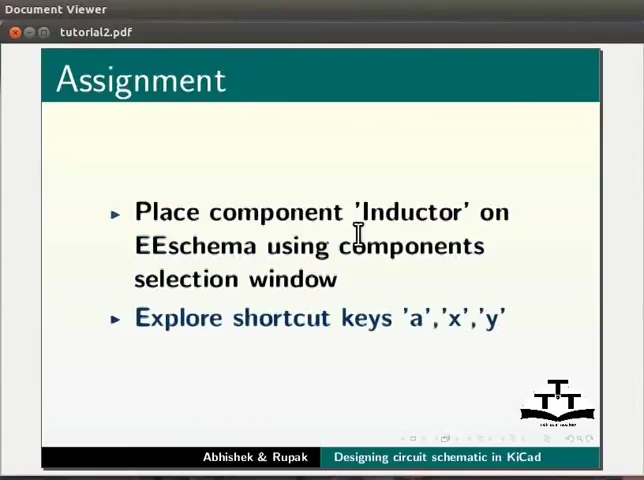 Document Viewer
tutorial2.pdf
Assignment
Place component 'Inductor' on
EEschema using components
selection window
Explore shortcut keys 'a','x','y'
TTT
Abhishek & Rupak Designing circuit schematic in KiCad